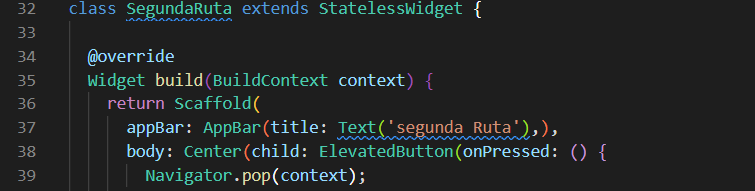 32 class SegundaRuta extends StatelessWidget {
33
34 @override
35 Widget build(BuildContext context) {
36 return Scaffold(
37 appBar: AppBar(title: Text('segunda Ruta'),),
38 body: Center(child: ElevatedButton(onPressed: () {
39 Navigator.pop(context);